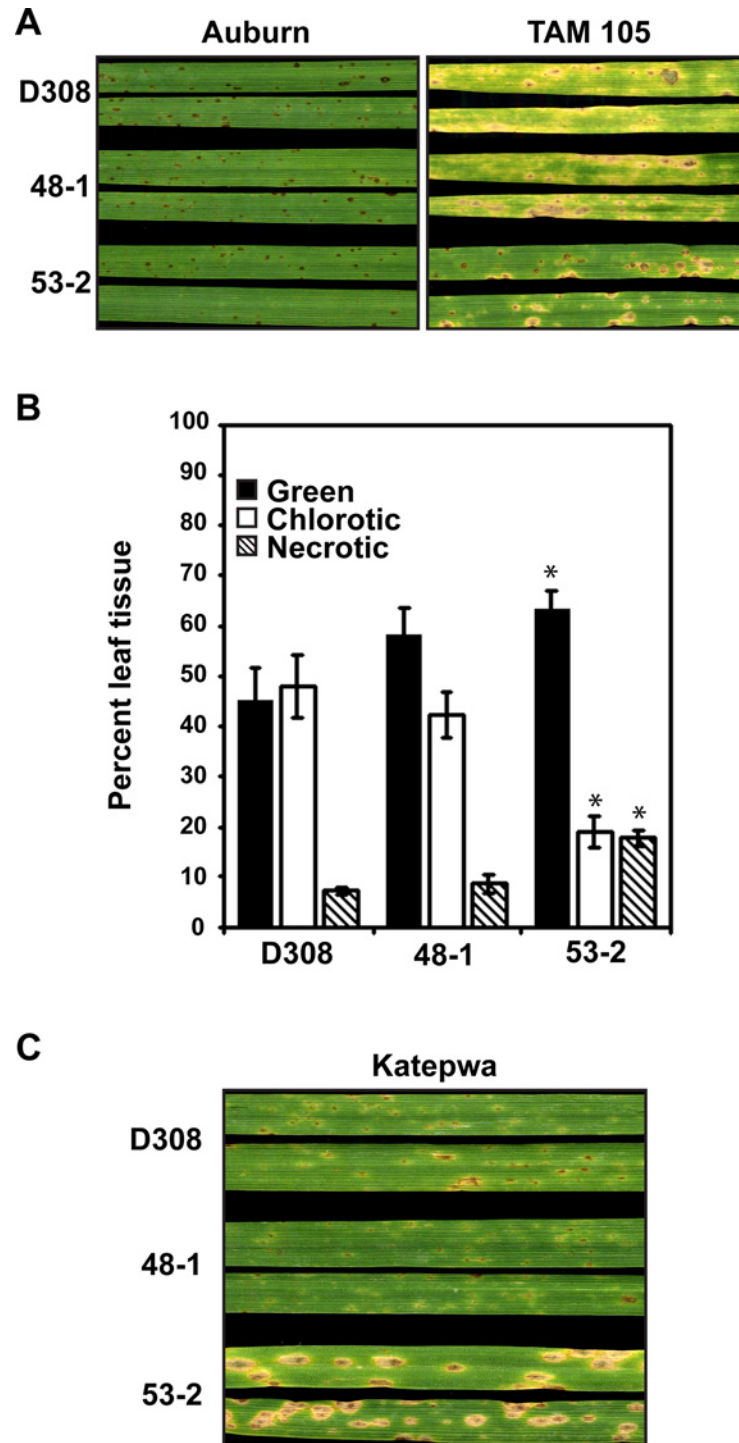 A
Auburn
TAM 105
D308
48-1
53-2
B
Percent leaf tissue
100
90
80
70
60
50
40
30
20
10
0
Green
Chlorotic
Necrotic
*
*
*
D308
48-1
53-2
C
Katepwa
D308
48-1
53-2